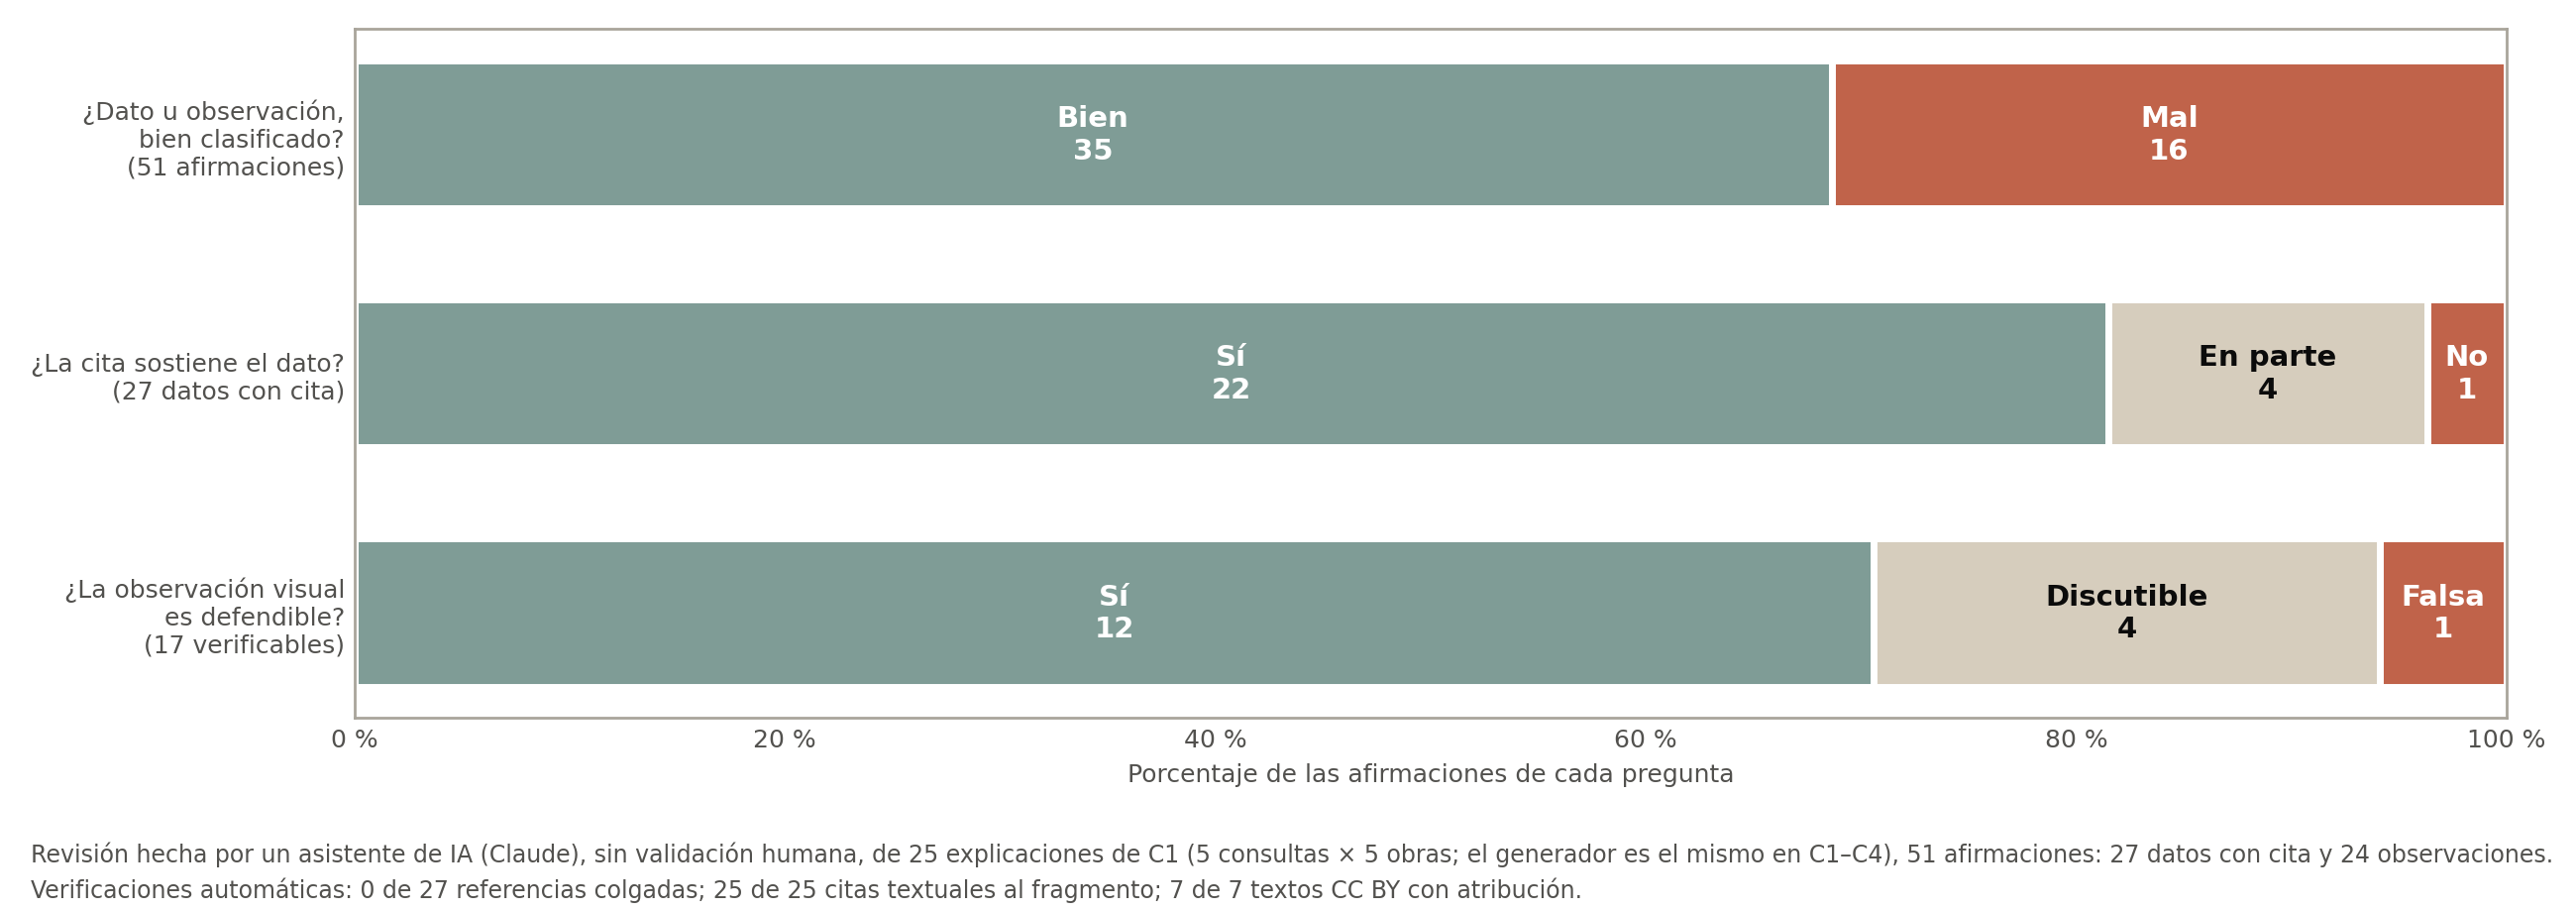 ¿Dato u observación,
bien clasificado?
(51 afirmaciones)
Bien
35
Mal
16
¿La cita sostiene el dato?
(27 datos con cita)
Sí
22
En parte
4
No
1
¿La observación visual
es defendible?
(17 verificables)
Sí
12
Discutible
4
Falsa
1
0 %
20 %
40 %
60 %
80 %
100 %
Porcentaje de las afirmaciones de cada pregunta
Revisión hecha por un asistente de IA (Claude), sin validación humana, de 25 explicaciones de C1 (5 consultas × 5 obras; el generador es el mismo en C1–C4), 51 afirmaciones: 27 datos con cita y 24 observaciones.
Verificaciones automáticas: 0 de 27 referencias colgadas; 25 de 25 citas textuales al fragmento; 7 de 7 textos CC BY con atribución.